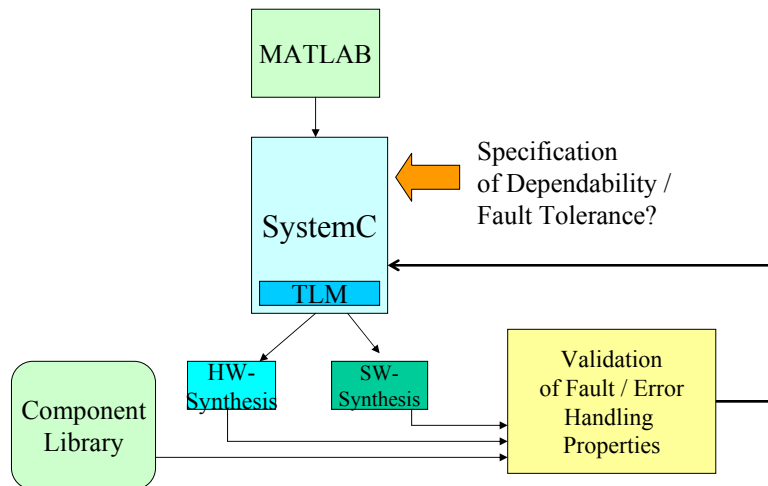 MATLAB
Specification
of Dependability /
Fault Tolerance?
SystemC
TLM
HW-
Synthesis
SW-
Synthesis
Validation
of Fault / Error
Handling
Properties
Component
Library